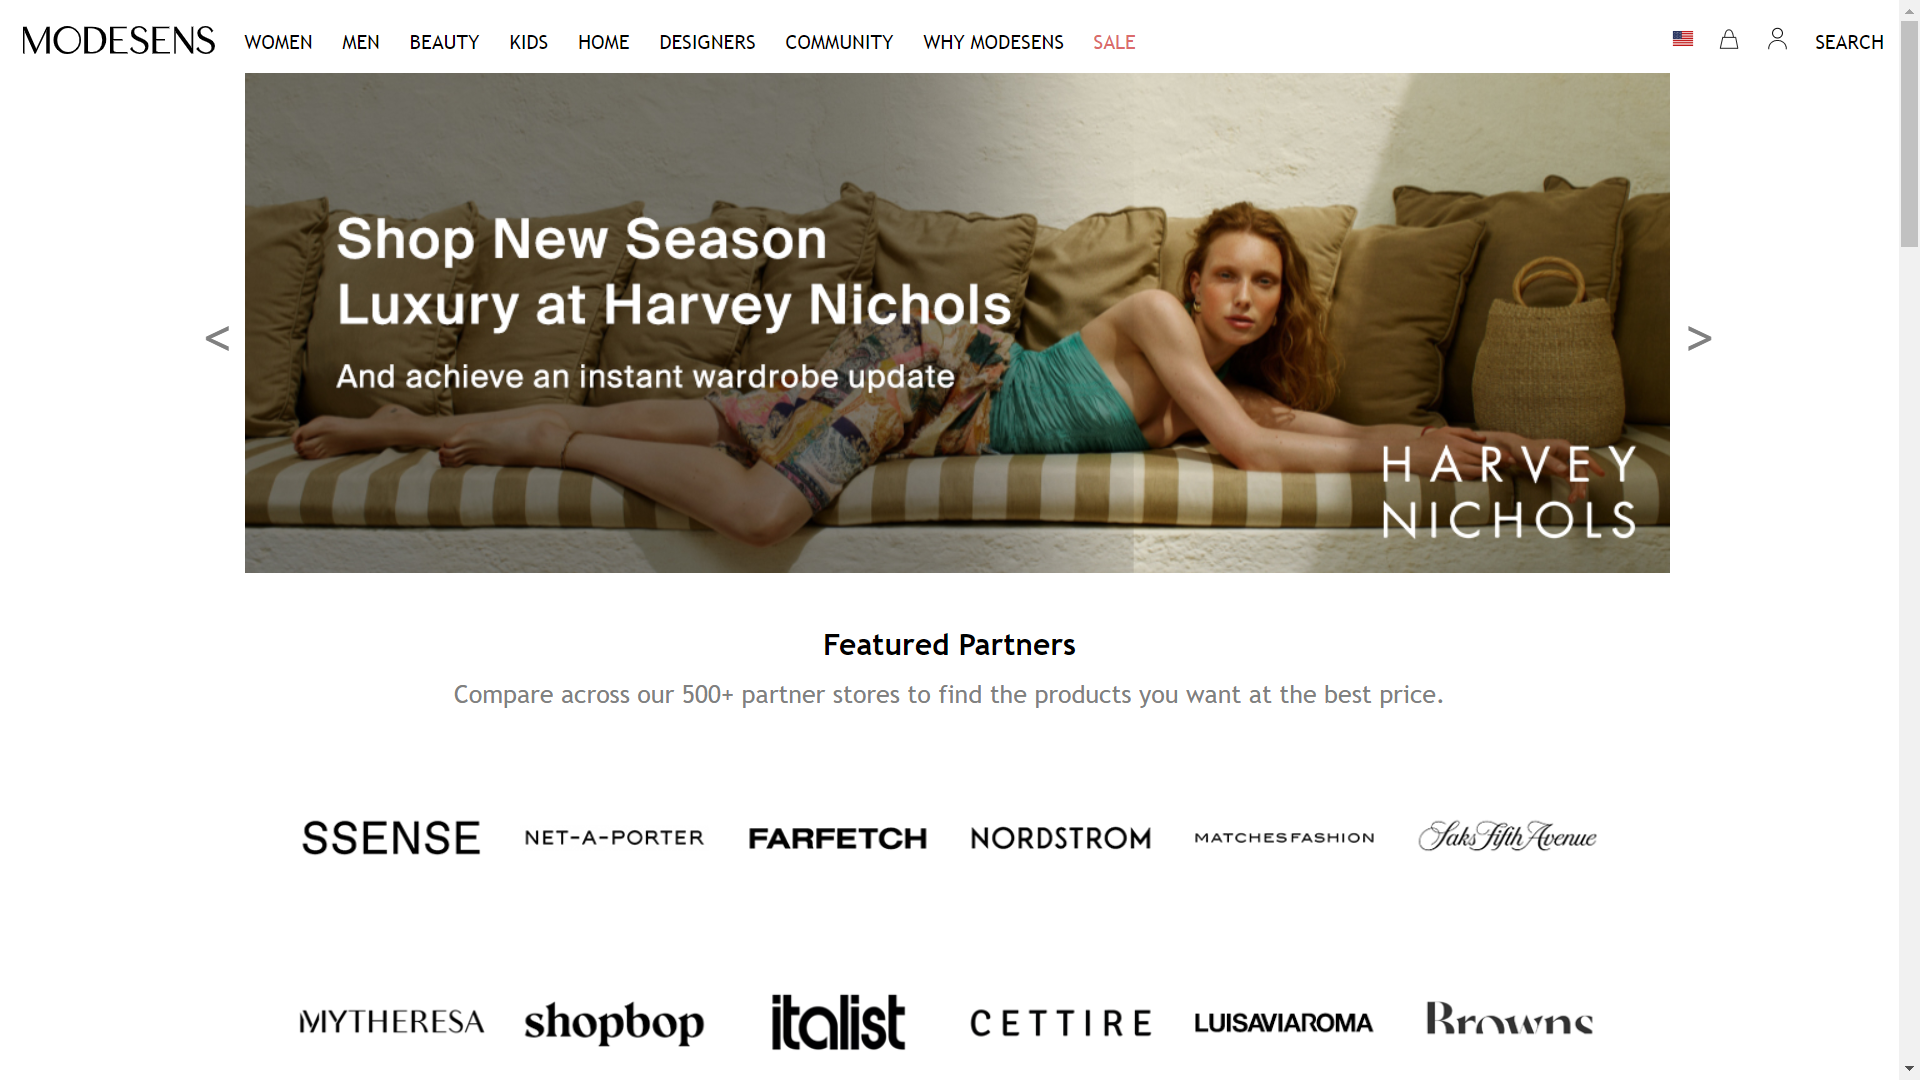 MODESENS
WOMEN MEN BEAUTY KIDS HOME DESIGNERS COMMUNITY WHY MODESENS SALE
SEARCH
Shop New Season
Luxury at Harvey Nichols
And achieve an instant wardrobe update
HARVEY
NICHOLS
<
>
Featured Partners
Compare across our 500+ partner stores to find the products you want at the best price.
SSENSE NET-A-PORTER FARFETCH NORDSTROM MATCHESFASHION Saks Fifth Avenue
MYTHERESA shopbop italist CETTIRE LUISAVIAROMA Browns